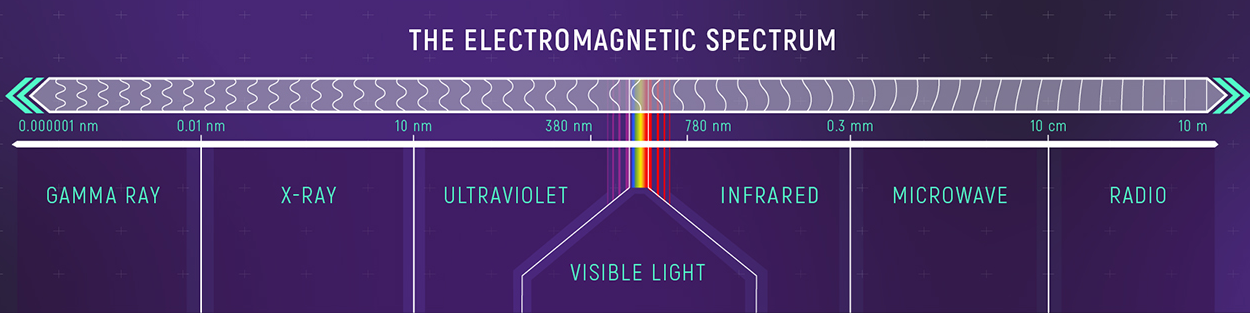 THE ELECTROMAGNETIC SPECTRUM
0.000001 nm 0.01 nm 10 nm 380 nm 780 nm 0.3 mm 10 cm 10 m
GAMMA RAY X-RAY ULTRAVIOLET INFRARED MICROWAVE RADIO
VISIBLE LIGHT